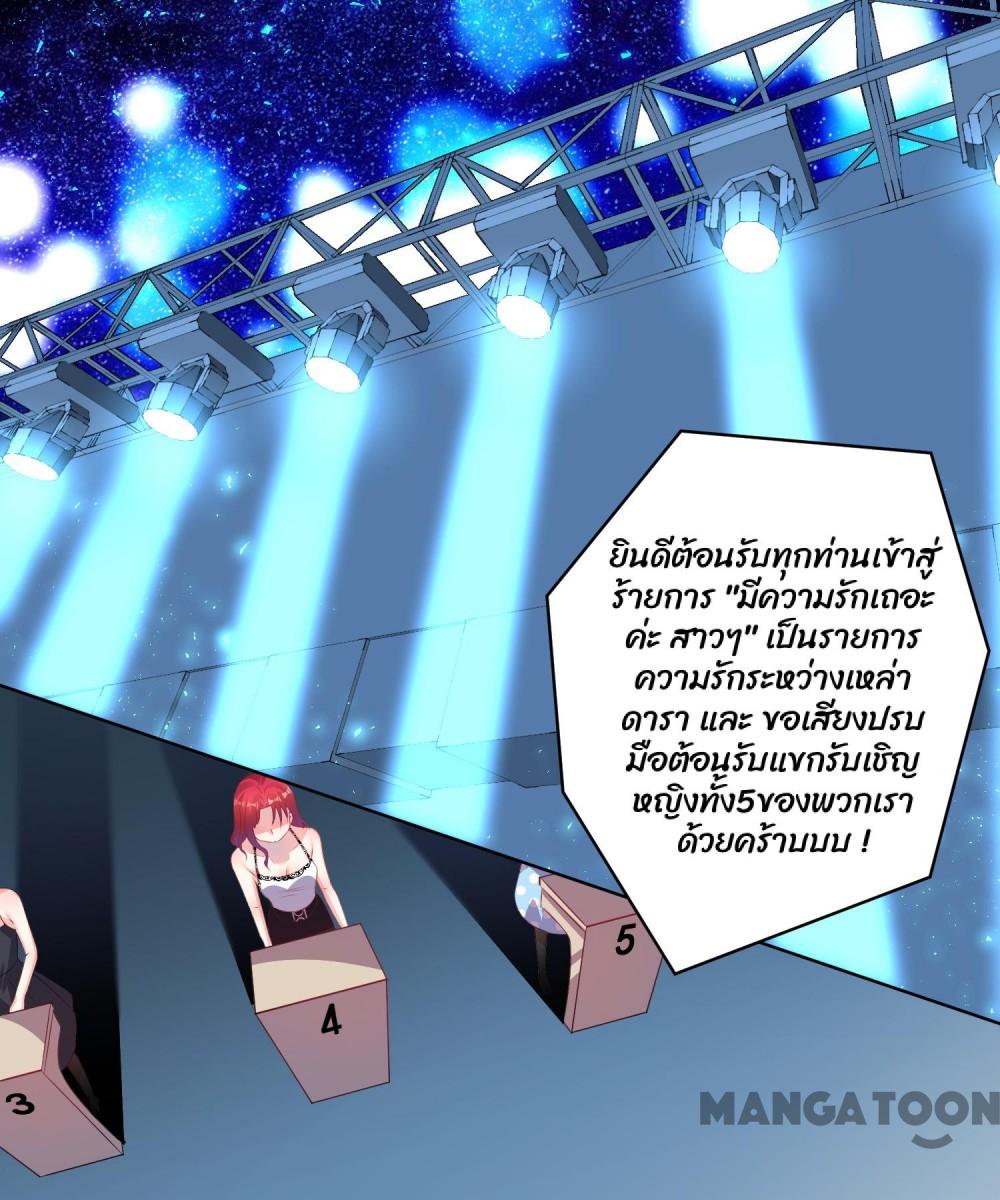 ยินดีต้อนรับทุกท่านเข้าสู่
ร้ายการ "มีความรักเถอะ
ค่ะ สาวๆ" เป็นรายการ
ความรักระหว่างเหล่า
ดารา และ ขอเสียงปรบ
มือต้อนรับแขกรับเชิญ
หญิงทั้ง5ของพวกเรา
ด้วยคร้าบบบ !
5
4
3
MANGA TOON